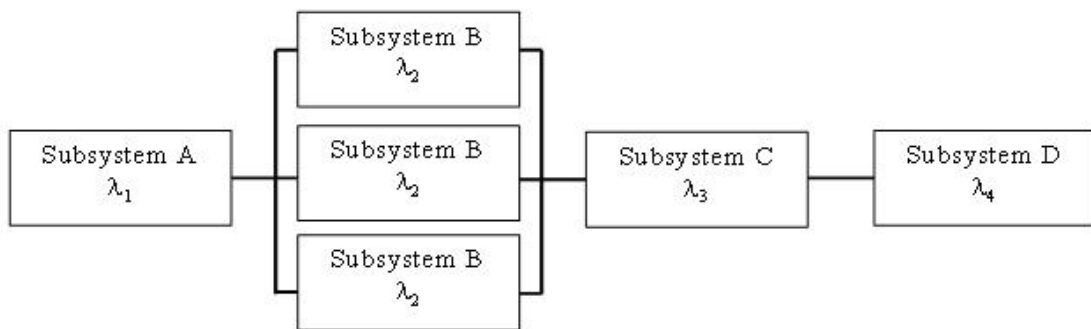 Subsystem A
λ₁
Subsystem B
λ₂
Subsystem B
λ₂
Subsystem B
λ₂
Subsystem C
λ₃
Subsystem D
λ₄